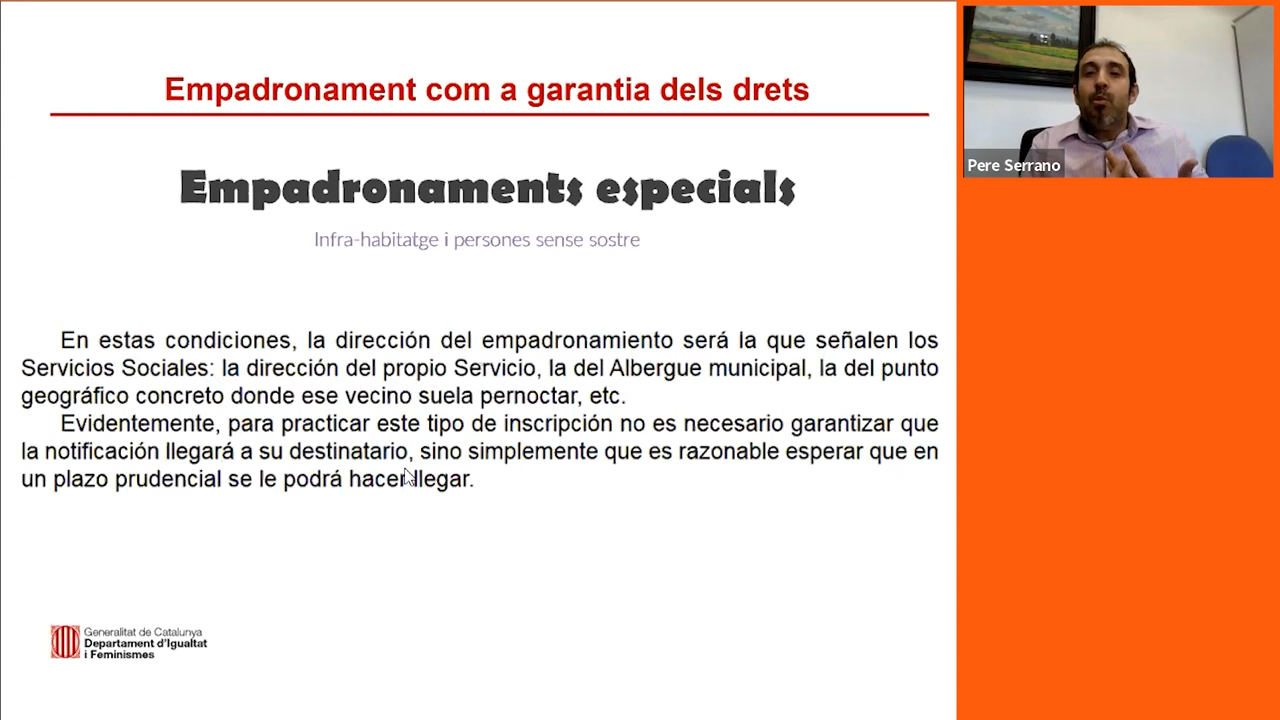 Empadronament com a garantia dels drets
Empadronaments especials
Infra-habitatge i persones sense sostre
En estas condiciones, la dirección del empadronamiento será la que señalen los
Servicios Sociales: la dirección del propio Servicio, la del Albergue municipal, la del punto
geográfico concreto donde ese vecino suela pernoctar, etc.
Evidentemente, para practicar este tipo de inscripción no es necesario garantizar que
la notificación llegará a su destinatario, sino simplemente que es razonable esperar que en
un plazo prudencial se le podrá hacer llegar.
Generalitat de Catalunya
Departament d'Igualtat
i Feminismes
Pere Serrano